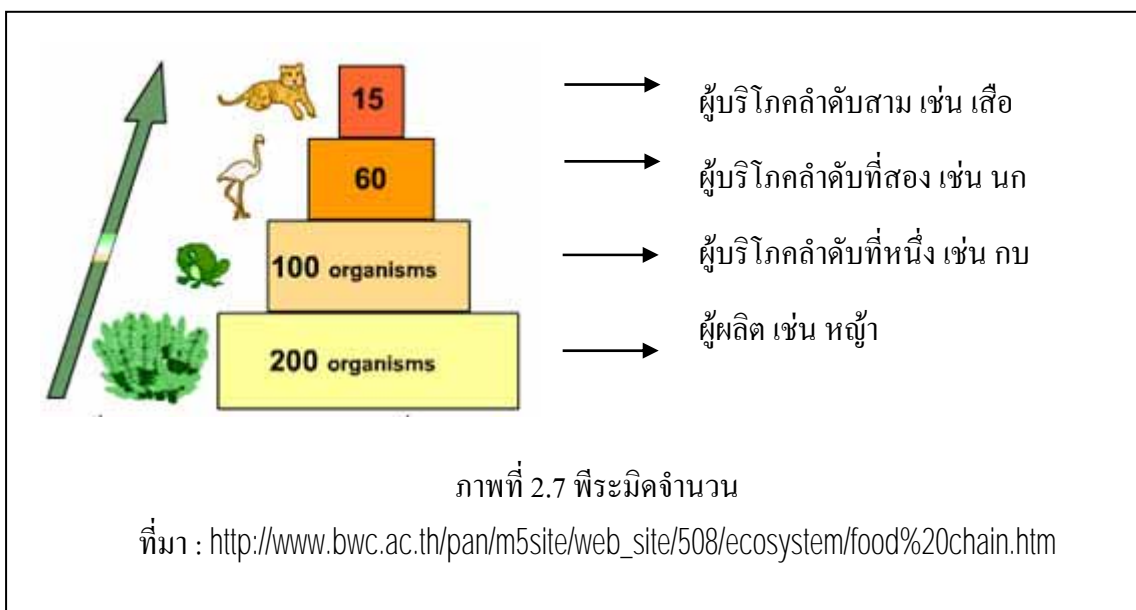 15
ผู้บริโภคลำดับสาม เช่น เสือ
60
ผู้บริโภคลำดับที่สอง เช่น นก
100 organisms
ผู้บริโภคลำดับที่หนึ่ง เช่น กบ
200 organisms
ผู้ผลิต เช่น หญ้า
ภาพที่ 2.7 พีระมิดจำนวน
ที่มา : http://www.bwc.ac.th/pan/m5site/web_site/508/ecosystem/food%20chain.htm